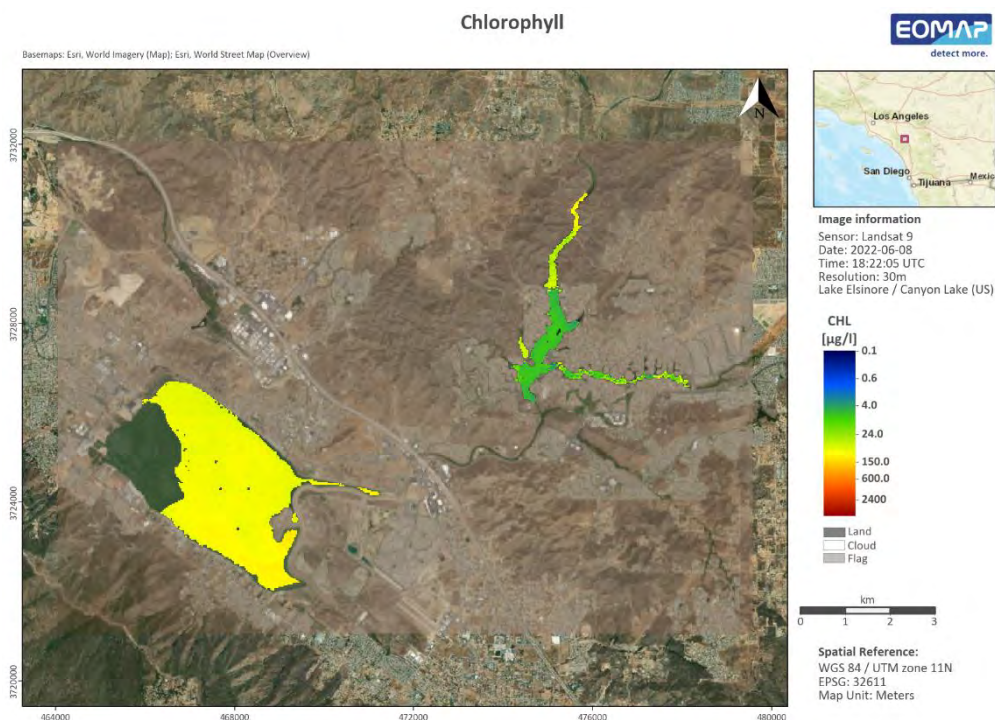 Chlorophyll
EOMAP
detect more.
Basemaps: Esri, World Imagery (Map); Esri, World Street Map (Overview)
N
3732000
3728000
3724000
3720000
464000
468000
472000
476000
480000
Los Angeles
San Diego
Tijuana
Mexic
Image information
Sensor: Landsat 9
Date: 2022-06-08
Time: 18:22:05 UTC
Resolution: 30m
Lake Elsinore / Canyon Lake (US)
CHL
[µg/l]
0.1
0.6
4.0
24.0
150.0
600.0
2400
Land
Cloud
Flag
km
0 1 2 3
Spatial Reference:
WGS 84 / UTM zone 11N
EPSG: 32611
Map Unit: Meters